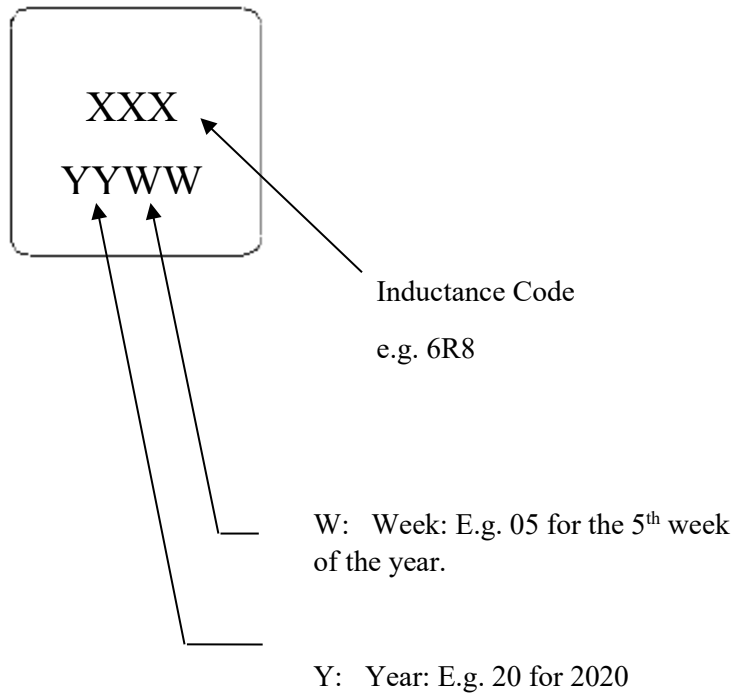 XXX
YYWW
Inductance Code
e.g. 6R8
W: Week: E.g. 05 for the 5th week
of the year.
Y: Year: E.g. 20 for 2020